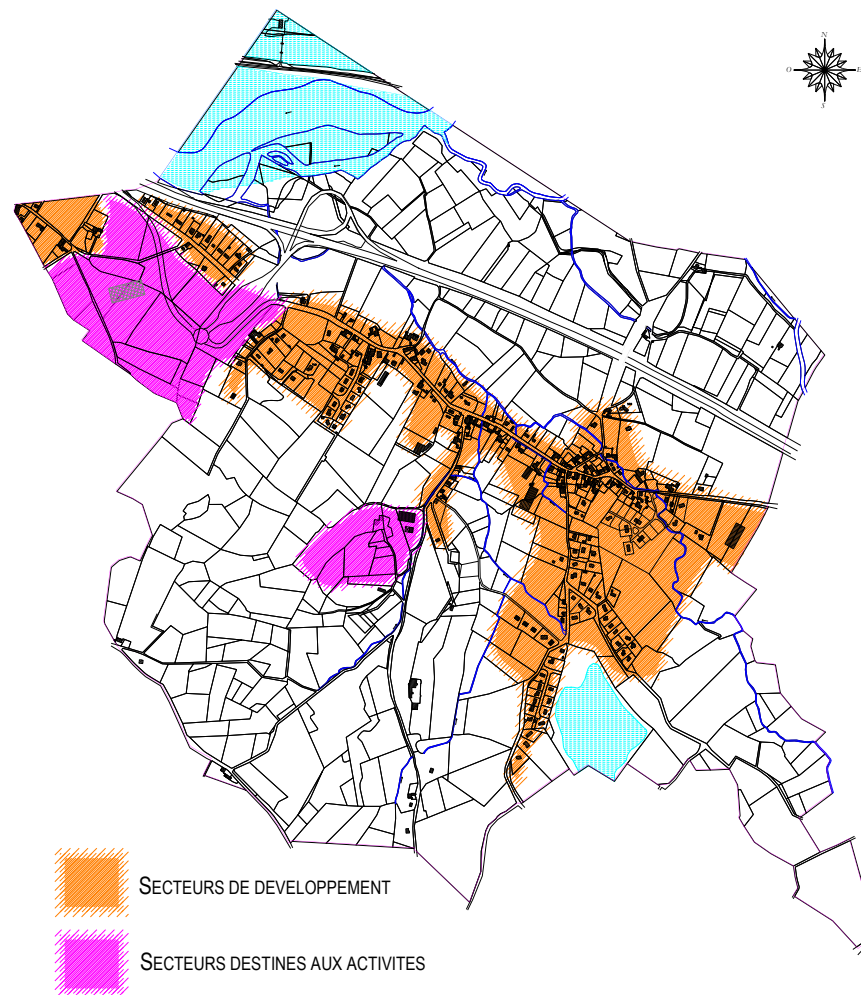 N
O E
S
SECTEURS DE DEVELOPPEMENT
SECTEURS DESTINES AUX ACTIVITES